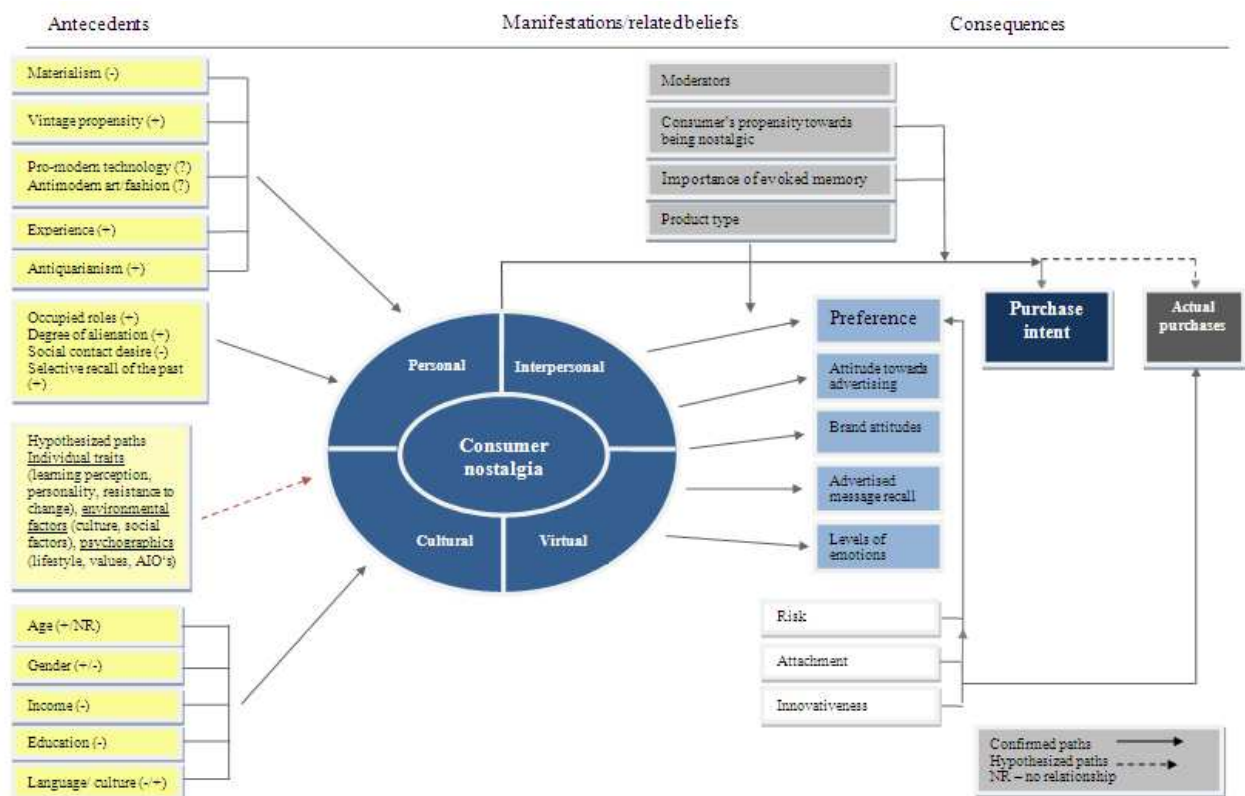 Antecedents
Manifestations/related beliefs
Consequences
Materialism (-)
Vintage propensity (+)
Pro-modern technology (?)
Antimodern art/fashion (?)
Experience (+)
Antiquarianism (+)
Occupied roles (+)
Degree of alienation (+)
Social contact desire (-)
Selective recall of the past
(+)
Hypothesized paths
Individual traits
(learning perception,
personality, resistance to
change), environmental
factors (culture, social
factors), psychographics
(lifestyle, values, AIO's)
Age (+/NR)
Gender (+/-)
Income (-)
Education (-)
Language/ culture (-/+)
Personal
Interpersonal
Consumer
nostalgia
Cultural
Virtual
Moderators
Consumer's propensity towards
being nostalgic
Importance of evoked memory
Product type
Preference
Attitude towards
advertising
Brand attitudes
Advertised
message recall
Levels of
emotions
Purchase
intent
Actual
purchases
Risk
Attachment
Innovativeness
Confirmed paths
Hypothesized paths
NR – no relationship